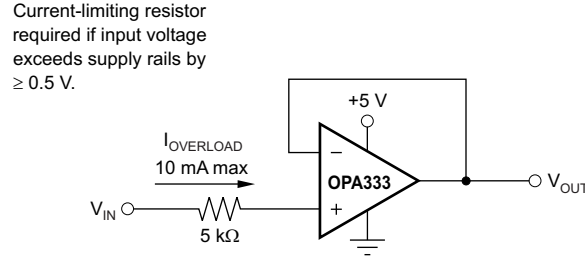 Current-limiting resistor
required if input voltage
exceeds supply rails by
≥ 0.5 V.
+5 V
I_OVERLOAD
10 mA max
−
OPA333
V_OUT
V_IN
+
5 kΩ